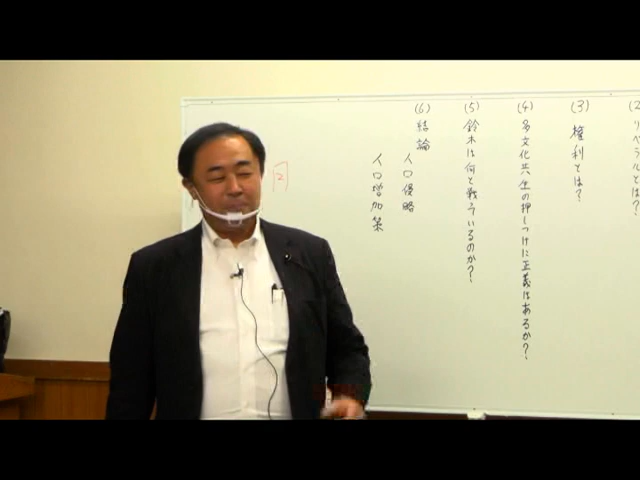 (2) リベラルとは?
(3) 権利とは?
(4) 多文化共生の押しつけに正義はあるか?
(5) 鈴木は何と戦ういるのか?
(6) 結論
人口侵略
人口増加策